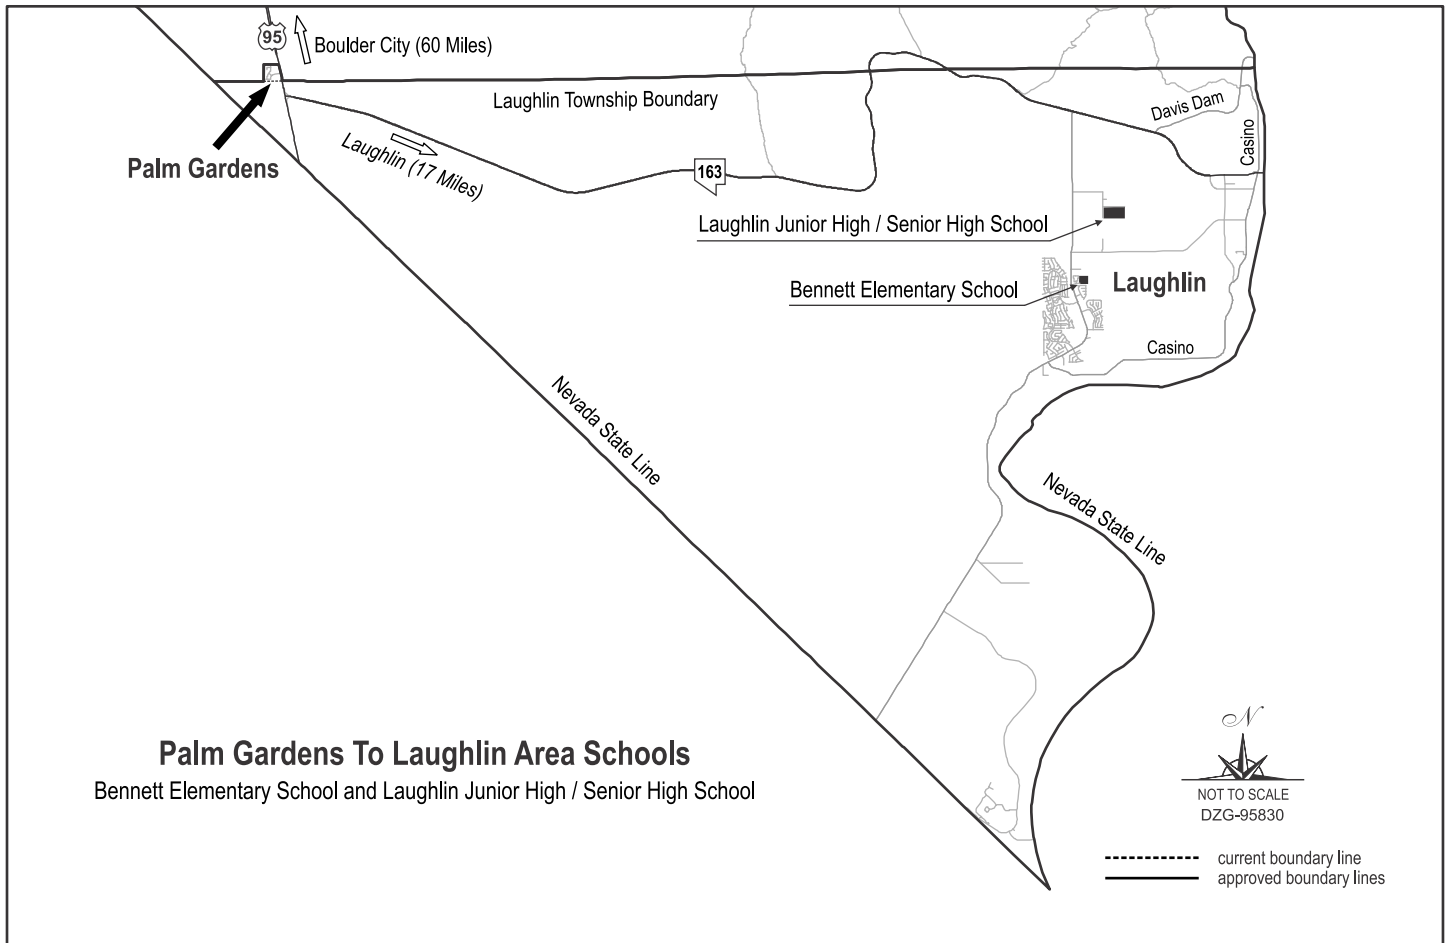 95
Boulder City (60 Miles)
Laughlin Township Boundary
Davis Dam
Casino
Palm Gardens
Laughlin (17 Miles)
163
Laughlin Junior High / Senior High School
Bennett Elementary School
Laughlin
Casino
Nevada State Line
Nevada State Line
Palm Gardens To Laughlin Area Schools
Bennett Elementary School and Laughlin Junior High / Senior High School
N
NOT TO SCALE
DZG-95830
current boundary line
approved boundary lines